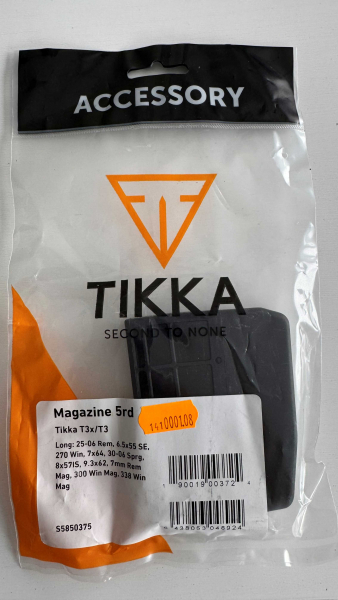 ACCESSORY
TIKKA
SECOND TO NONE
Magazine 5rd
141000108
Tikka T3x/T3
Long: 25-06 Rem, 6.5x55 SE,
270 Win, 7x64, 30-06 Sprg,
8x57IS, 9.3x62, 7mm Rem
Mag, 300 Win Mag, 338 Win
Mag
S5850375